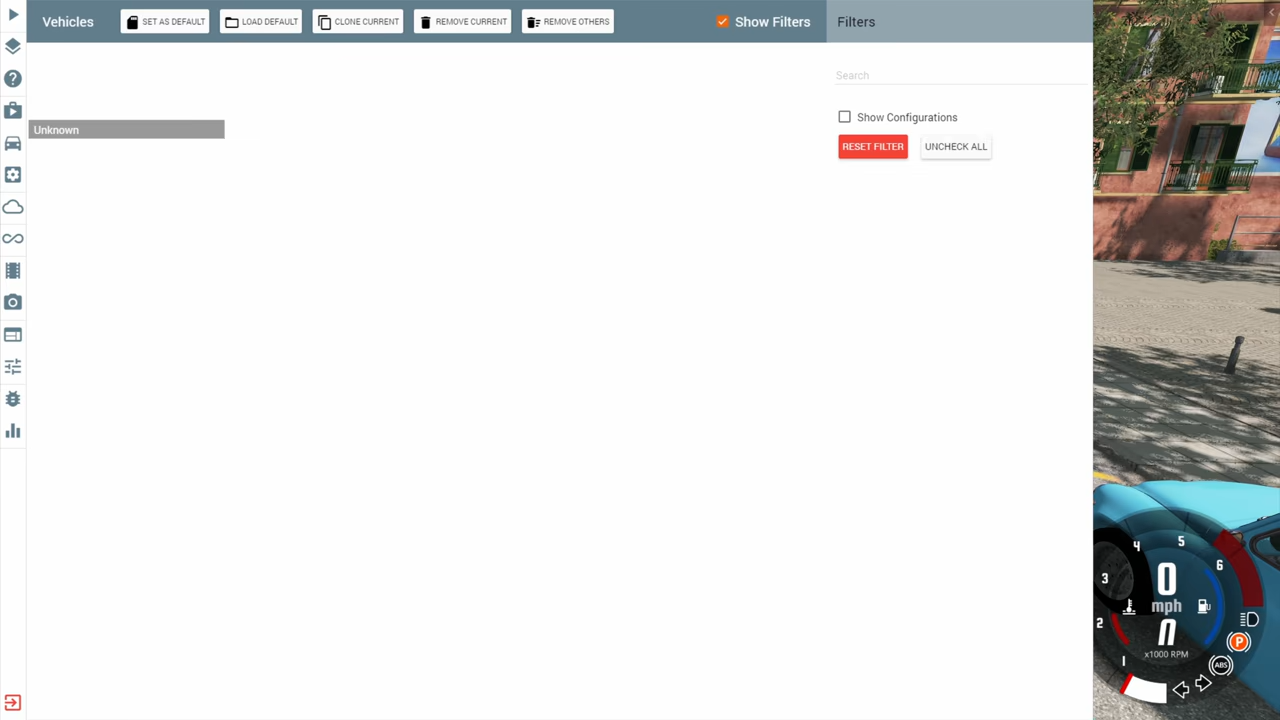 Vehicles
SET AS DEFAULT
LOAD DEFAULT
CLONE CURRENT
REMOVE CURRENT
REMOVE OTHERS
Show Filters
Filters
Search
Unknown
Show Configurations
RESET FILTER
UNCHECK ALL
1
2
3
4
5
6
0
mph
n
x1000 RPM
P
ABS